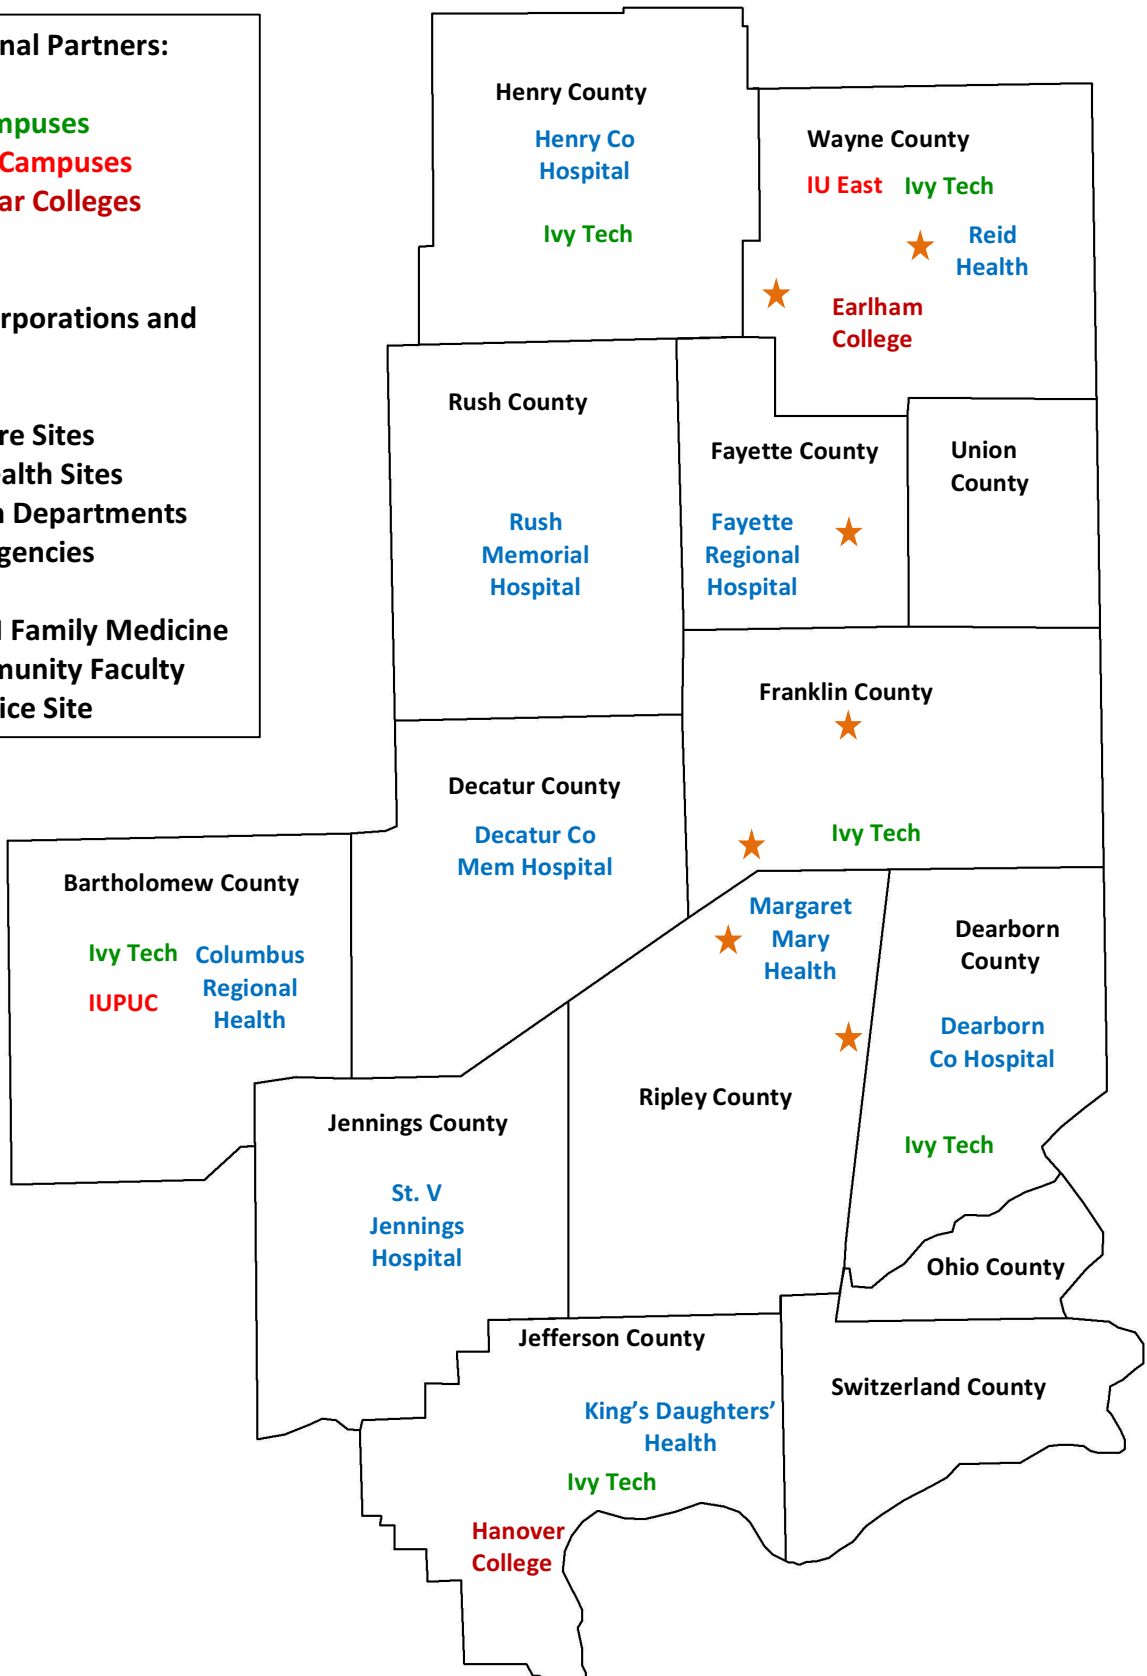 nal Partners:
mpuses
Campuses
ar Colleges
rporations and
re Sites
ealth Sites
n Departments
gencies
Family Medicine
munity Faculty
ice Site
Henry County
Henry Co
Hospital
Ivy Tech
Wayne County
IU East Ivy Tech
Reid
Health
Earlham
College
Rush County
Rush
Memorial
Hospital
Fayette County
Fayette
Regional
Hospital
Union
County
Franklin County
Ivy Tech
Decatur County
Decatur Co
Mem Hospital
Bartholomew County
Ivy Tech
IUPUC
Columbus
Regional
Health
Margaret
Mary
Health
Ripley County
Dearborn
County
Dearborn
Co Hospital
Ivy Tech
Jennings County
St. V
Jennings
Hospital
Ohio County
Jefferson County
King’s Daughters’
Health
Ivy Tech
Hanover
College
Switzerland County